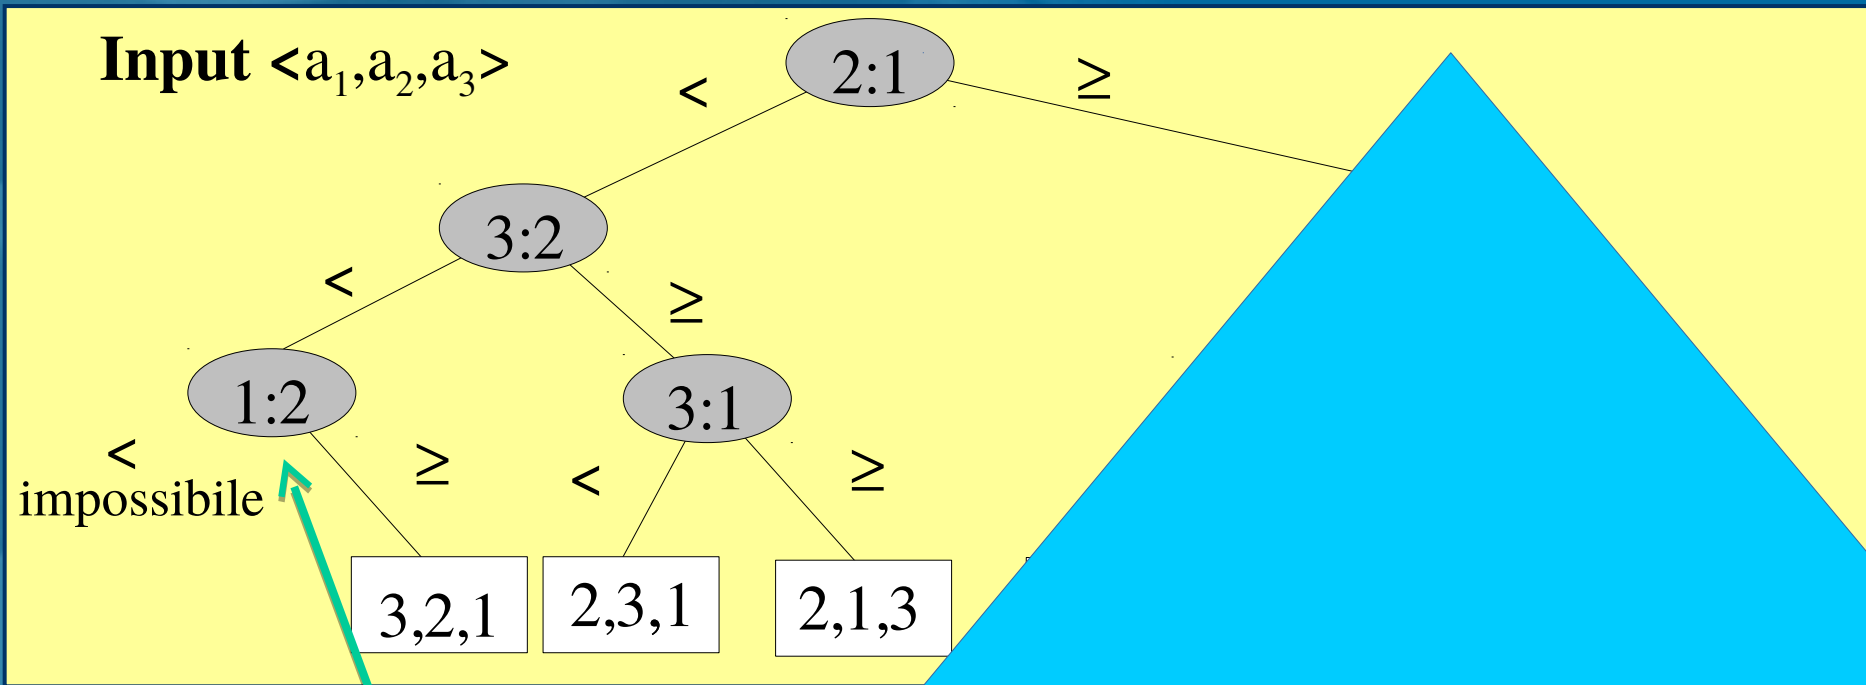 Input <a₁,a₂,a₃>
2:1
< ≥
3:2
< ≥
1:2 3:1
< ≥ < ≥
impossibile
3,2,1 2,3,1 2,1,3